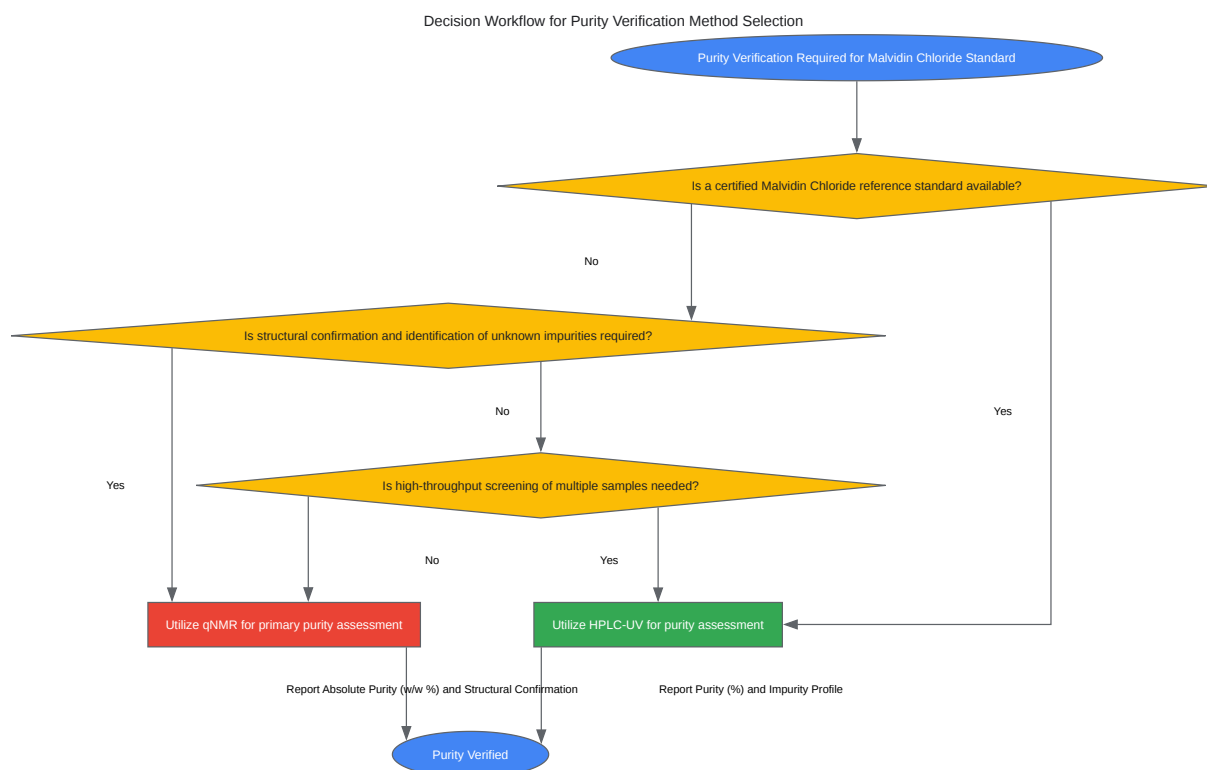 Decision Workflow for Purity Verification Method Selection
Purity Verification Required for Malvidin Chloride Standard
Is a certified Malvidin Chloride reference standard available?
No
Is structural confirmation and identification of unknown impurities required?
No
Yes
Is high-throughput screening of multiple samples needed?
Yes
No
Yes
Utilize qNMR for primary purity assessment
Utilize HPLC-UV for purity assessment
Report Absolute Purity (w/w %) and Structural Confirmation
Report Purity (%) and Impurity Profile
Purity Verified